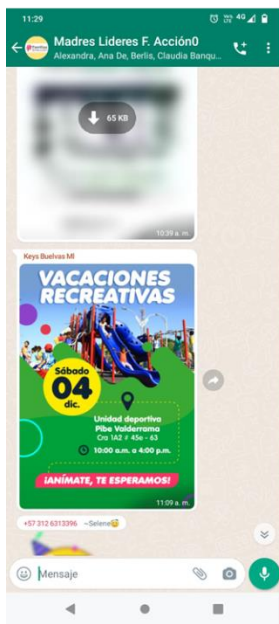 11:29
4G
Madres Lideres F. Acción0
Alexandra, Ana De, Berlis, Claudia Banqu...
65 KB
10:39 a. m.
Keys Buelvas Ml
VACACIONES
RECREATIVAS
Sábado
04
dic.
Unidad deportiva
Pibe Valderrama
Cra 1A2 # 45e - 63
10:00 a.m. a 4:00 p.m.
¡ANÍMATE, TE ESPERAMOS!
11:09 a. m.
+57 312 6313396 ~Selene
Mensaje